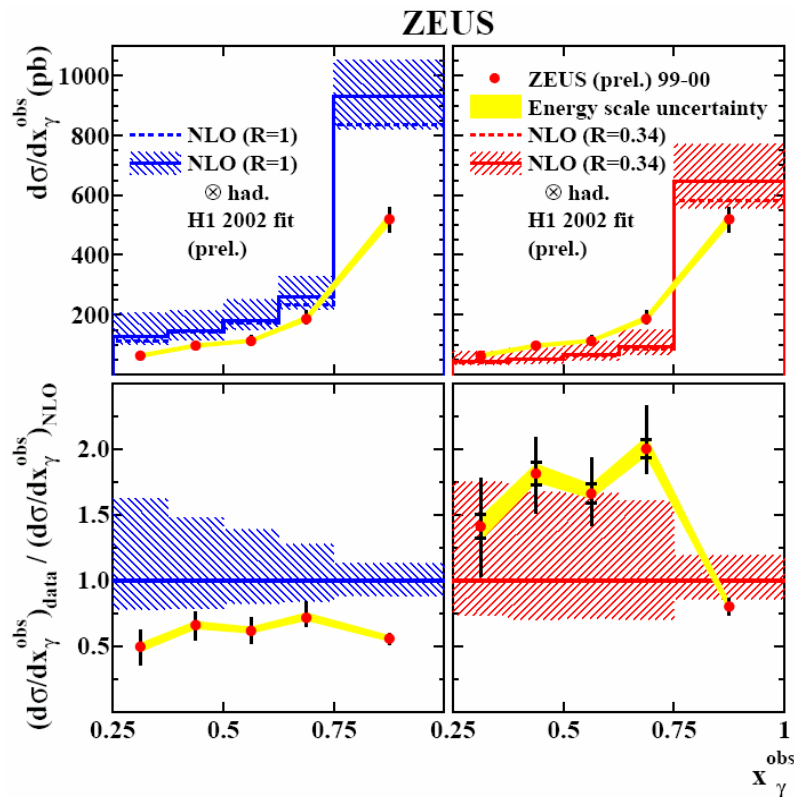 ZEUS
dσ/dx_γ^obs (pb)
1000
800
600
400
200
NLO (R=1)
NLO (R=1)
⊗ had.
H1 2002 fit
(prel.)
ZEUS (prel.) 99-00
Energy scale uncertainty
NLO (R=0.34)
NLO (R=0.34)
⊗ had.
H1 2002 fit
(prel.)
(dσ/dx_γ^obs)_data / (dσ/dx_γ^obs)_NLO
2.0
1.5
1.0
0.5
0.25 0.5 0.75 0.25 0.5 0.75 1
x_γ^obs